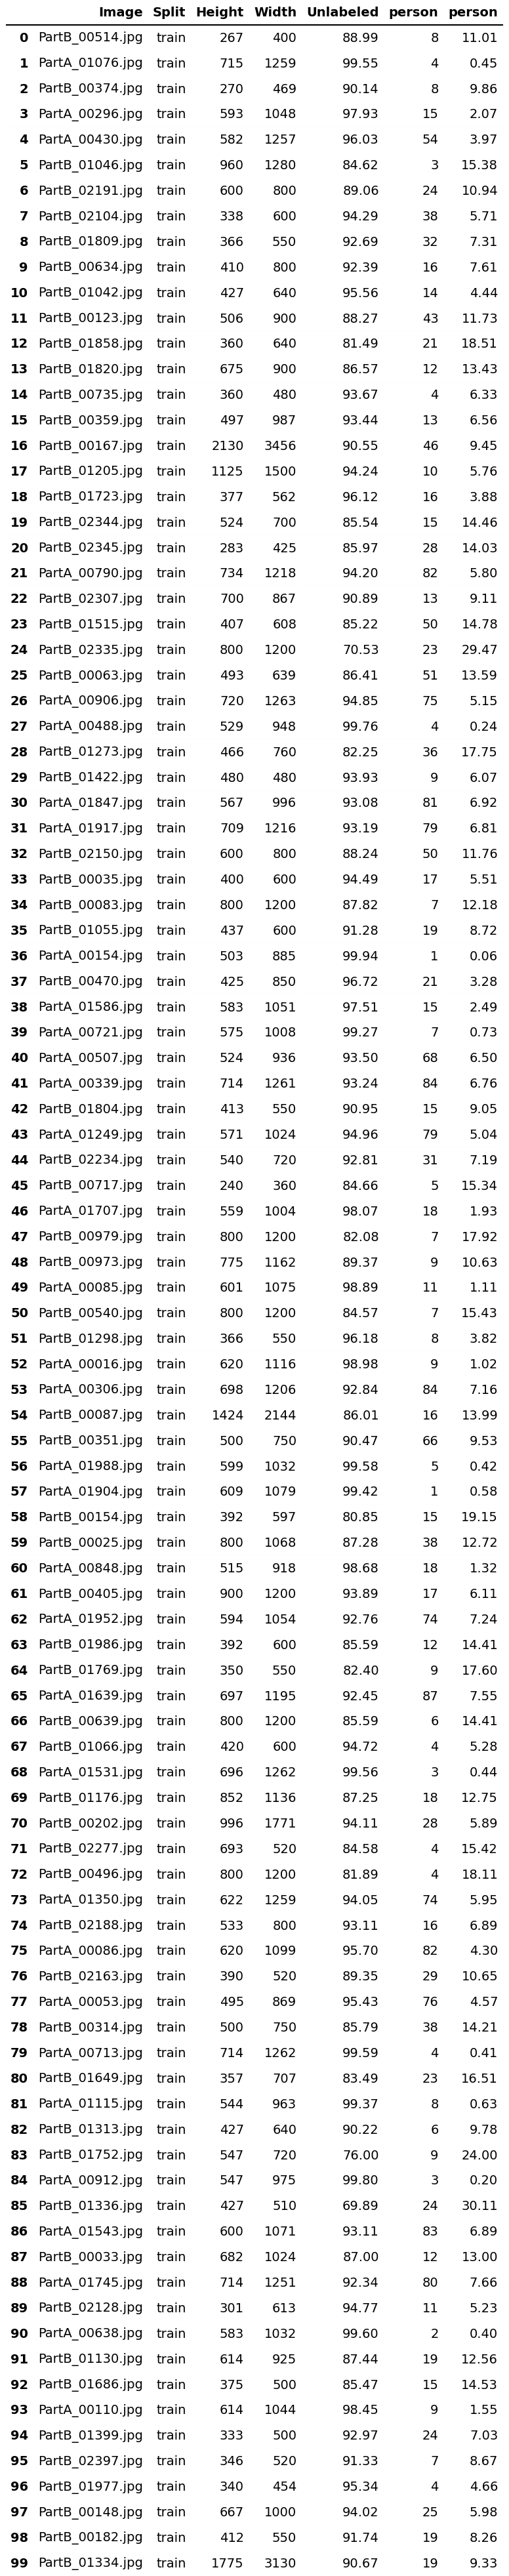 Image Split Height Width Unlabeled person person
0 PartB_00514.jpg train 267 400 88.99 8 11.01
1 PartA_01076.jpg train 715 1259 99.55 4 0.45
2 PartB_00374.jpg train 270 469 90.14 8 9.86
3 PartA_00296.jpg train 593 1048 97.93 15 2.07
4 PartA_00430.jpg train 582 1257 96.03 54 3.97
5 PartB_01046.jpg train 960 1280 84.62 3 15.38
6 PartB_02191.jpg train 600 800 89.06 24 10.94
7 PartB_02104.jpg train 338 600 94.29 38 5.71
8 PartB_01809.jpg train 366 550 92.69 32 7.31
9 PartB_00634.jpg train 410 800 92.39 16 7.61
10 PartB_01042.jpg train 427 640 95.56 14 4.44
11 PartB_00123.jpg train 506 900 88.27 43 11.73
12 PartB_01858.jpg train 360 640 81.49 21 18.51
13 PartB_01820.jpg train 675 900 86.57 12 13.43
14 PartB_00735.jpg train 360 480 93.67 4 6.33
15 PartB_00359.jpg train 497 987 93.44 13 6.56
16 PartB_00167.jpg train 2130 3456 90.55 46 9.45
17 PartB_01205.jpg train 1125 1500 94.24 10 5.76
18 PartB_01723.jpg train 377 562 96.12 16 3.88
19 PartB_02344.jpg train 524 700 85.54 15 14.46
20 PartB_02345.jpg train 283 425 85.97 28 14.03
21 PartA_00790.jpg train 734 1218 94.20 82 5.80
22 PartB_02307.jpg train 700 867 90.89 13 9.11
23 PartB_01515.jpg train 407 608 85.22 50 14.78
24 PartB_02335.jpg train 800 1200 70.53 23 29.47
25 PartB_00063.jpg train 493 639 86.41 51 13.59
26 PartA_00906.jpg train 720 1263 94.85 75 5.15
27 PartA_00488.jpg train 529 948 99.76 4 0.24
28 PartB_01273.jpg train 466 760 82.25 36 17.75
29 PartB_01422.jpg train 480 480 93.93 9 6.07
30 PartA_01847.jpg train 567 996 93.08 81 6.92
31 PartA_01917.jpg train 709 1216 93.19 79 6.81
32 PartB_02150.jpg train 600 800 88.24 50 11.76
33 PartB_00035.jpg train 400 600 94.49 17 5.51
34 PartB_00083.jpg train 800 1200 87.82 7 12.18
35 PartB_01055.jpg train 437 600 91.28 19 8.72
36 PartA_00154.jpg train 503 885 99.94 1 0.06
37 PartB_00470.jpg train 425 850 96.72 21 3.28
38 PartA_01586.jpg train 583 1051 97.51 15 2.49
39 PartA_00721.jpg train 575 1008 99.27 7 0.73
40 PartA_00507.jpg train 524 936 93.50 68 6.50
41 PartA_00339.jpg train 714 1261 93.24 84 6.76
42 PartB_01804.jpg train 413 550 90.95 15 9.05
43 PartA_01249.jpg train 571 1024 94.96 79 5.04
44 PartB_02234.jpg train 540 720 92.81 31 7.19
45 PartB_00717.jpg train 240 360 84.66 5 15.34
46 PartA_01707.jpg train 559 1004 98.07 18 1.93
47 PartB_00979.jpg train 800 1200 82.08 7 17.92
48 PartB_00973.jpg train 775 1162 89.37 9 10.63
49 PartA_00085.jpg train 601 1075 98.89 11 1.11
50 PartB_00540.jpg train 800 1200 84.57 7 15.43
51 PartB_01298.jpg train 366 550 96.18 8 3.82
52 PartA_00016.jpg train 620 1116 98.98 9 1.02
53 PartA_00306.jpg train 698 1206 92.84 84 7.16
54 PartB_00087.jpg train 1424 2144 86.01 16 13.99
55 PartB_00351.jpg train 500 750 90.47 66 9.53
56 PartA_01988.jpg train 599 1032 99.58 5 0.42
57 PartA_01904.jpg train 609 1079 99.42 1 0.58
58 PartB_00154.jpg train 392 597 80.85 15 19.15
59 PartB_00025.jpg train 800 1068 87.28 38 12.72
60 PartA_00848.jpg train 515 918 98.68 18 1.32
61 PartB_00405.jpg train 900 1200 93.89 17 6.11
62 PartA_01952.jpg train 594 1054 92.76 74 7.24
63 PartB_01986.jpg train 392 600 85.59 12 14.41
64 PartB_01769.jpg train 350 550 82.40 9 17.60
65 PartA_01639.jpg train 697 1195 92.45 87 7.55
66 PartB_00639.jpg train 800 1200 85.59 6 14.41
67 PartB_01066.jpg train 420 600 94.72 4 5.28
68 PartA_01531.jpg train 696 1262 99.56 3 0.44
69 PartB_01176.jpg train 852 1136 87.25 18 12.75
70 PartB_00202.jpg train 996 1771 94.11 28 5.89
71 PartB_02277.jpg train 693 520 84.58 4 15.42
72 PartB_00496.jpg train 800 1200 81.89 4 18.11
73 PartA_01350.jpg train 622 1259 94.05 74 5.95
74 PartB_02188.jpg train 533 800 93.11 16 6.89
75 PartA_00086.jpg train 620 1099 95.70 82 4.30
76 PartB_02163.jpg train 390 520 89.35 29 10.65
77 PartA_00053.jpg train 495 869 95.43 76 4.57
78 PartB_00314.jpg train 500 750 85.79 38 14.21
79 PartA_00713.jpg train 714 1262 99.59 4 0.41
80 PartB_01649.jpg train 357 707 83.49 23 16.51
81 PartA_01115.jpg train 544 963 99.37 8 0.63
82 PartB_01313.jpg train 427 640 90.22 6 9.78
83 PartB_01752.jpg train 547 720 76.00 9 24.00
84 PartA_00912.jpg train 547 975 99.80 3 0.20
85 PartB_01336.jpg train 427 510 69.89 24 30.11
86 PartA_01543.jpg train 600 1071 93.11 83 6.89
87 PartB_00033.jpg train 682 1024 87.00 12 13.00
88 PartA_01745.jpg train 714 1251 92.34 80 7.66
89 PartB_02128.jpg train 301 613 94.77 11 5.23
90 PartA_00638.jpg train 583 1032 99.60 2 0.40
91 PartB_01130.jpg train 614 925 87.44 19 12.56
92 PartB_01686.jpg train 375 500 85.47 15 14.53
93 PartA_00110.jpg train 614 1044 98.45 9 1.55
94 PartB_01399.jpg train 333 500 92.97 24 7.03
95 PartB_02397.jpg train 346 520 91.33 7 8.67
96 PartB_01977.jpg train 340 454 95.34 4 4.66
97 PartB_00148.jpg train 667 1000 94.02 25 5.98
98 PartB_00182.jpg train 412 550 91.74 19 8.26
99 PartB_01334.jpg train 1775 3130 90.67 19 9.33